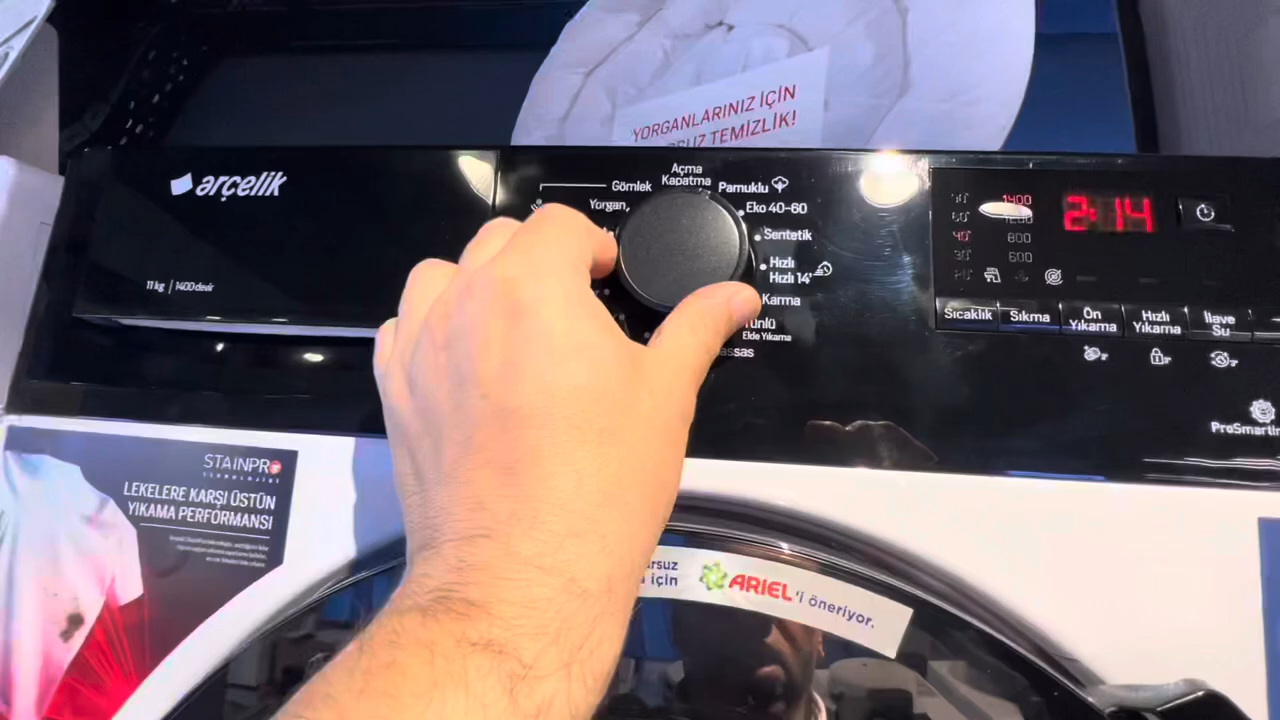 YORGANLARINIZ İÇİN
TEMİZLİK!
arçelik
11 kg | 1400 devir
Açma
Kapatma
Gömlek
Yorgan
Pamuklu
Eko 40-60
Sentetik
Hızlı
Hızlı 14'
Karma
Elde Yıkama
1400
40°
800
30°
600
2:14
Sıcaklık
Sıkma
Ön
Yıkama
Hızlı
Yıkama
İlave
Su
STAINPRO
LEKELERE KARŞI ÜSTÜN
YIKAMA PERFORMANSI
için
ARIEL'i öneriyor.